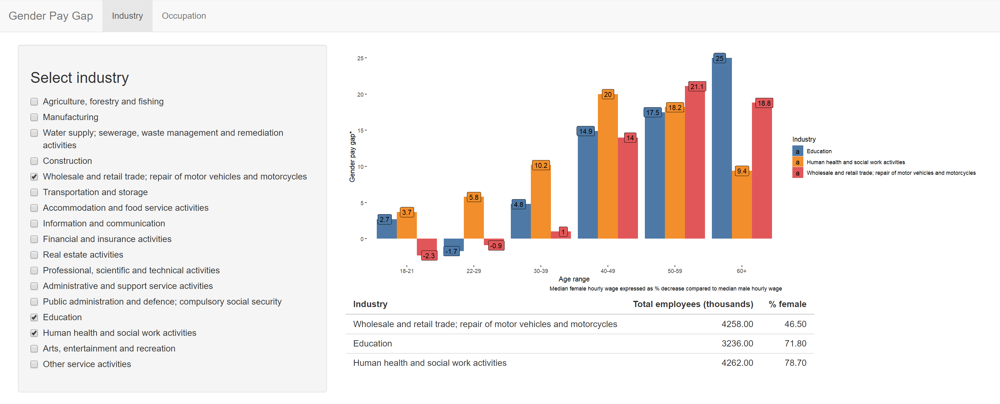 Gender Pay Gap Industry Occupation
Select industry
Agriculture, forestry and fishing
Manufacturing
Water supply; sewerage, waste management and remediation
activities
Construction
Wholesale and retail trade; repair of motor vehicles and motorcycles
Transportation and storage
Accommodation and food service activities
Information and communication
Financial and insurance activities
Real estate activities
Professional, scientific and technical activities
Administrative and support service activities
Public administration and defence; compulsory social security
Education
Human health and social work activities
Arts, entertainment and recreation
Other service activities
Gender pay gap*
25
20
15
10
5
0
2.7 3.7 -2.3
-1.7 5.8 -0.9
4.8 10.2 1
14.9 20 14
17.5 18.2 21.1
25 9.4 18.8
18-21 22-29 30-39 40-49 50-59 60+
Age range
Median female hourly wage expressed as % decrease compared to median male hourly wage
Industry
a Education
a Human health and social work activities
a Wholesale and retail trade; repair of motor vehicles and motorcycles
Industry Total employees (thousands) % female
Wholesale and retail trade; repair of motor vehicles and motorcycles 4258.00 46.50
Education 3236.00 71.80
Human health and social work activities 4262.00 78.70